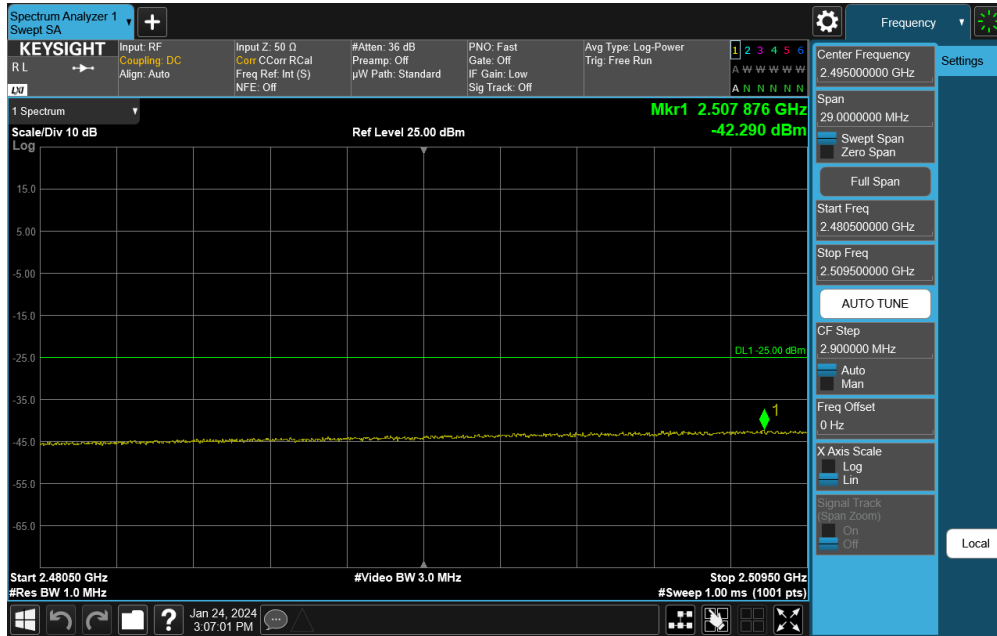 Spectrum Analyzer 1
Swept SA
+
Frequency
KEYSIGHT
R L
LXI
Input: RF
Coupling: DC
Align: Auto
Input Z: 50 Ω
Corr CCorr RCal
Freq Ref: Int (S)
NFE: Off
#Atten: 36 dB
Preamp: Off
µW Path: Standard
PNO: Fast
Gate: Off
IF Gain: Low
Sig Track: Off
Avg Type: Log-Power
Trig: Free Run
1 2 3 4 5 6
A W W W W W
A N N N N N
1 Spectrum
Scale/Div 10 dB
Log
Ref Level 25.00 dBm
Mkr1 2.507 876 GHz
-42.290 dBm
15.0
5.00
-5.00
-15.0
-25.0
-35.0
-45.0
-55.0
-65.0
DL1 -25.00 dBm
1
Start 2.48050 GHz
#Res BW 1.0 MHz
#Video BW 3.0 MHz
Stop 2.50950 GHz
#Sweep 1.00 ms (1001 pts)
Center Frequency
2.495000000 GHz
Span
29.0000000 MHz
Swept Span
Zero Span
Full Span
Start Freq
2.480500000 GHz
Stop Freq
2.509500000 GHz
AUTO TUNE
CF Step
2.900000 MHz
Auto
Man
Freq Offset
0 Hz
X Axis Scale
Log
Lin
Signal Track
(Span Zoom)
On
Off
Settings
Local
?
Jan 24, 2024
3:07:01 PM